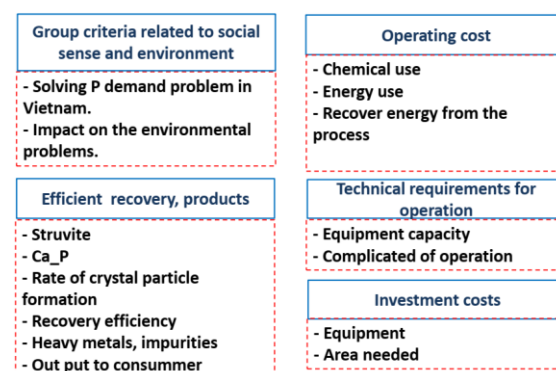 Group criteria related to social
sense and environment
- Solving P demand problem in
Vietnam.
- Impact on the environmental
problems.
Efficient recovery, products
- Struvite
- Ca_P
- Rate of crystal particle
formation
- Recovery efficiency
- Heavy metals, impurities
- Out put to consummer
Operating cost
- Chemical use
- Energy use
- Recover energy from the
process
Technical requirements for
operation
- Equipment capacity
- Complicated of operation
Investment costs
- Equipment
- Area needed